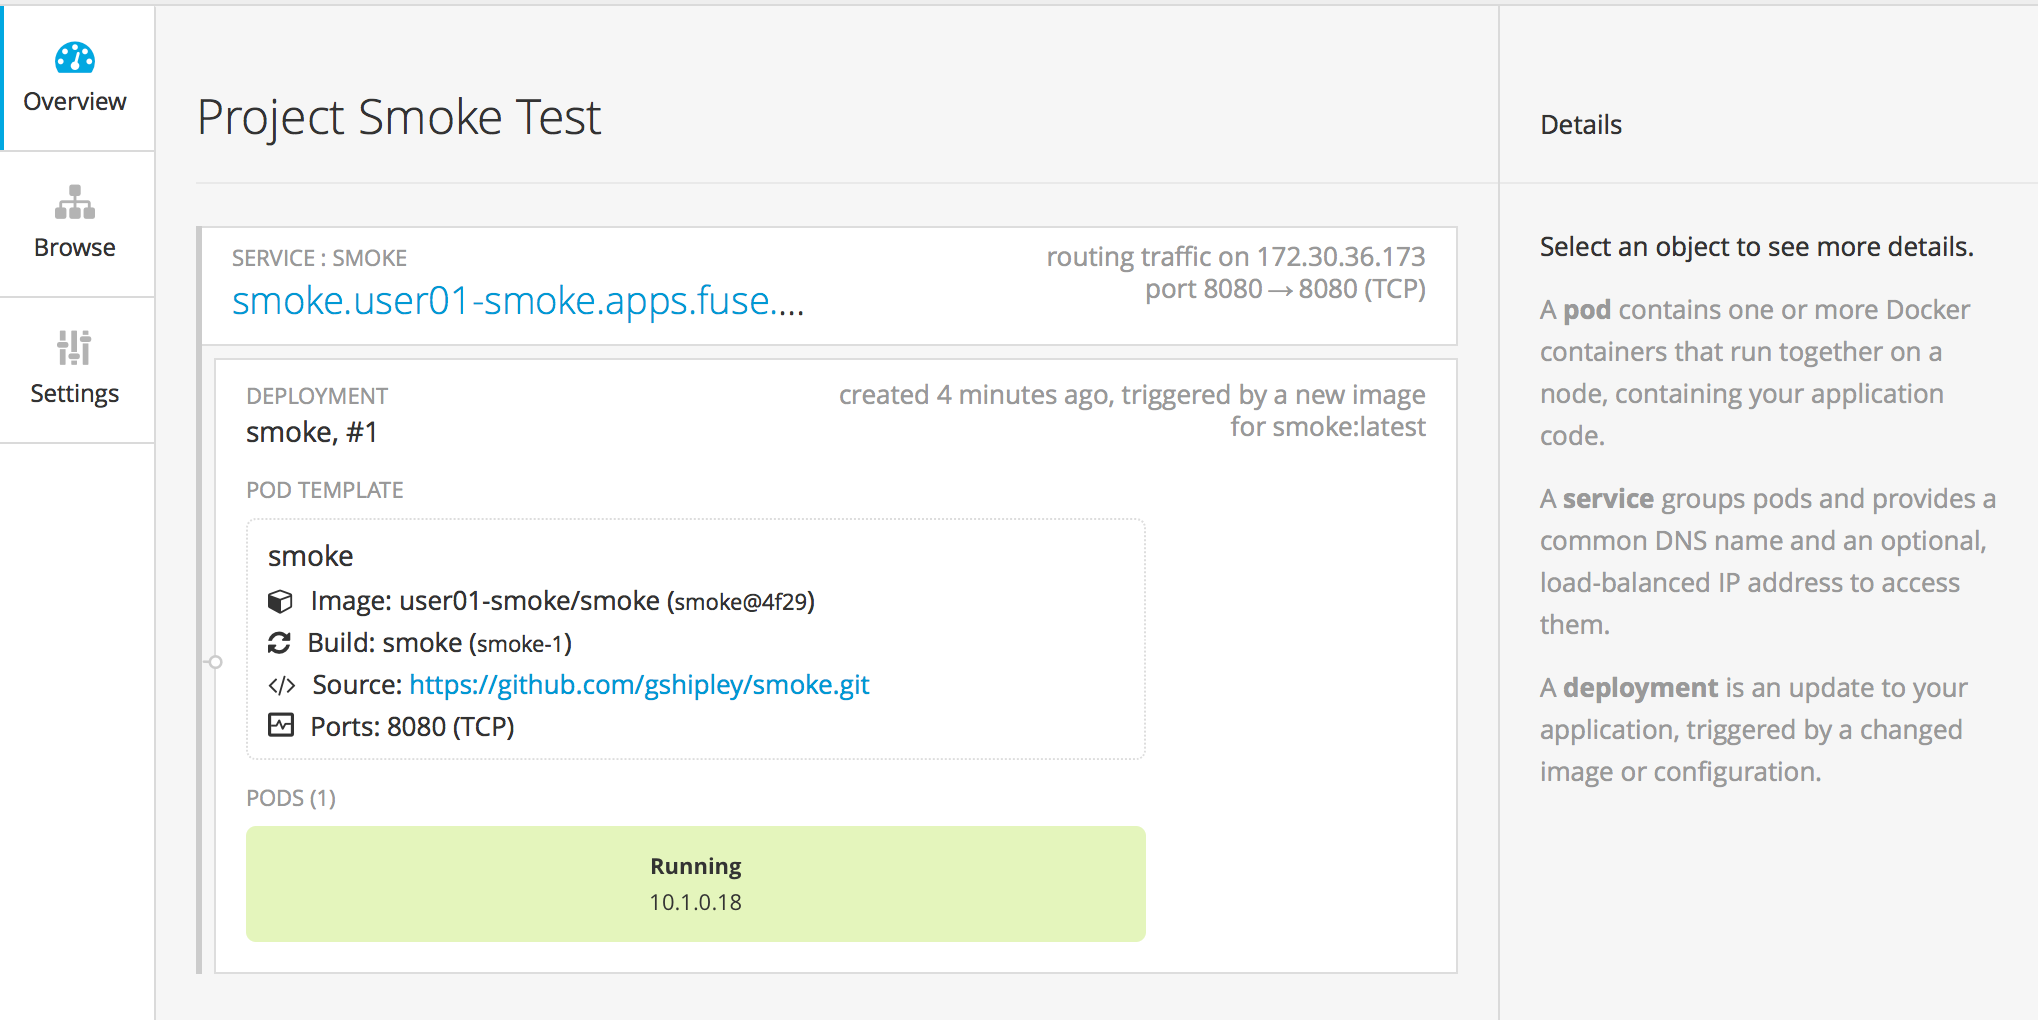 Overview
Browse
Settings
Project Smoke Test
SERVICE : SMOKE
smoke.user01-smoke.apps.fuse....
routing traffic on 172.30.36.173
port 8080 → 8080 (TCP)
DEPLOYMENT
smoke, #1
created 4 minutes ago, triggered by a new image
for smoke:latest
POD TEMPLATE
smoke
Image: user01-smoke/smoke (smoke@4f29)
Build: smoke (smoke-1)
</> Source: https://github.com/gshipley/smoke.git
Ports: 8080 (TCP)
PODS (1)
Running
10.1.0.18
Details
Select an object to see more details.
A pod contains one or more Docker
containers that run together on a
node, containing your application
code.
A service groups pods and provides a
common DNS name and an optional,
load-balanced IP address to access
them.
A deployment is an update to your
application, triggered by a changed
image or configuration.